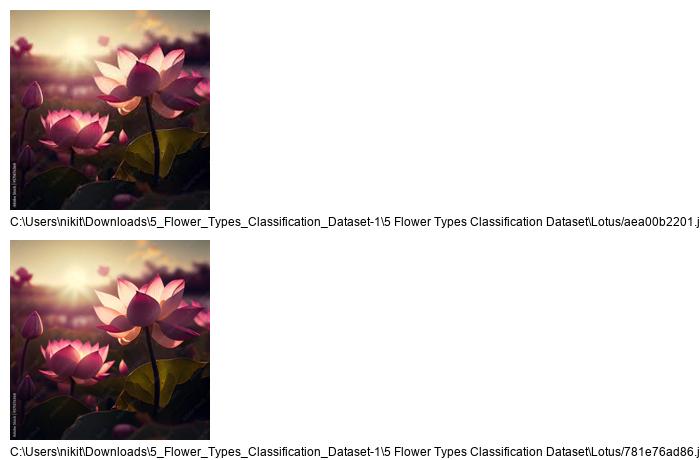 C:\Users\nikit\Downloads\5_Flower_Types_Classification_Dataset-1\5 Flower Types Classification Dataset\Lotus/aea00b2201.j
C:\Users\nikit\Downloads\5_Flower_Types_Classification_Dataset-1\5 Flower Types Classification Dataset\Lotus/781e76ad86.j